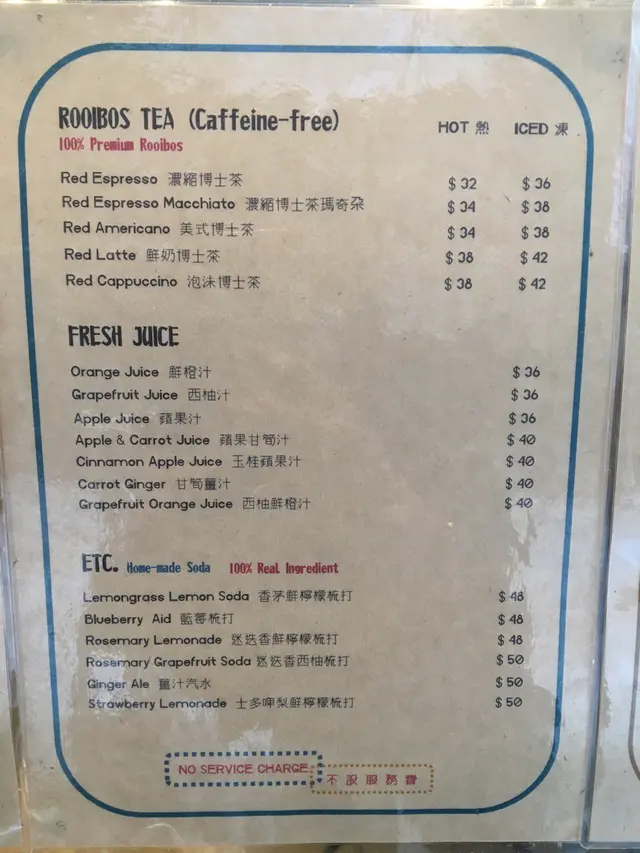 ROOIBOS TEA (Caffeine-free) HOT 熱 ICED 凍
100% Premium Rooibos
Red Espresso 濃縮博士茶 $ 32 $ 36
Red Espresso Macchiato 濃縮博士茶瑪奇朶 $ 34 $ 38
Red Americano 美式博士茶 $ 34 $ 38
Red Latte 鮮奶博士茶 $ 38 $ 42
Red Cappuccino 泡沬博士茶 $ 38 $ 42
FRESH JUICE
Orange Juice 鮮橙汁 $ 36
Grapefruit Juice 西柚汁 $ 36
Apple Juice 蘋果汁 $ 36
Apple & Carrot Juice 蘋果甘筍汁 $ 40
Cinnamon Apple Juice 玉桂蘋果汁 $ 40
Carrot Ginger 甘筍薑汁 $ 40
Grapefruit Orange Juice 西柚鮮橙汁 $ 40
ETC. Home-made Soda 100% Real Ingredient
Lemongrass Lemon Soda 香茅鮮檸檬梳打 $ 48
Blueberry Aid 藍莓梳打 $ 48
Rosemary Lemonade 迷迭香鮮檸檬梳打 $ 48
Rosemary Grapefruit Soda 迷迭香西柚梳打 $ 50
Ginger Ale 薑汁汽水 $ 50
Strawberry Lemonade 士多啤梨鮮檸檬梳打 $ 50
NO SERVICE CHARGE
不設服務費